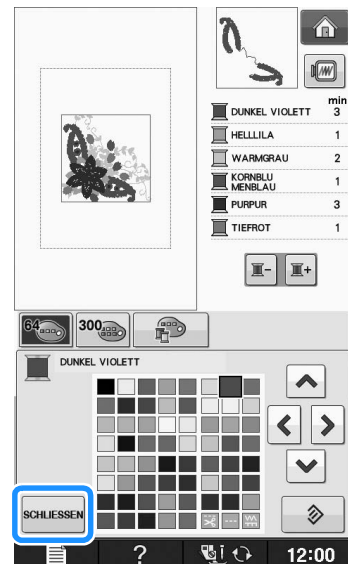 min
DUNKEL VIOLETT 3
HELLLILA 1
WARMGRAU 2
KORNBLU
MENBLAU 1
PURPUR 3
TIEFROT 1
- +
64 300
DUNKEL VIOLETT
SCHLIESSEN
? 12:00